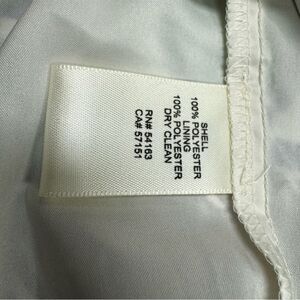 SHELL
100% POLYESTER
LINING
100% POLYESTER
DRY CLEAN
RN# 54163
CA# 57151